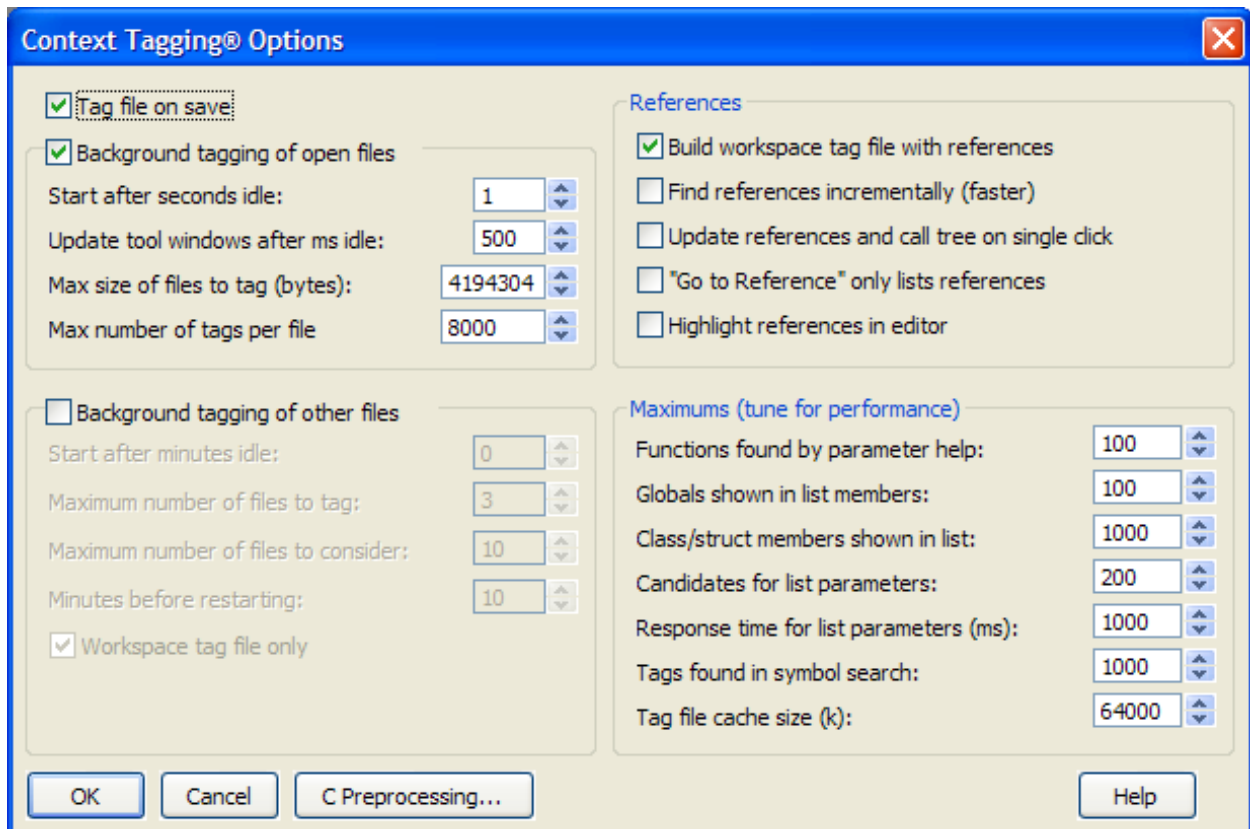 Context Tagging® Options
Tag file on save
Background tagging of open files
Start after seconds idle: 1
Update tool windows after ms idle: 500
Max size of files to tag (bytes): 4194304
Max number of tags per file 8000
Background tagging of other files
Start after minutes idle: 0
Maximum number of files to tag: 3
Maximum number of files to consider: 10
Minutes before restarting: 10
Workspace tag file only
References
Build workspace tag file with references
Find references incrementally (faster)
Update references and call tree on single click
"Go to Reference" only lists references
Highlight references in editor
Maximums (tune for performance)
Functions found by parameter help: 100
Globals shown in list members: 100
Class/struct members shown in list: 1000
Candidates for list parameters: 200
Response time for list parameters (ms): 1000
Tags found in symbol search: 1000
Tag file cache size (k): 64000
OK Cancel C Preprocessing... Help